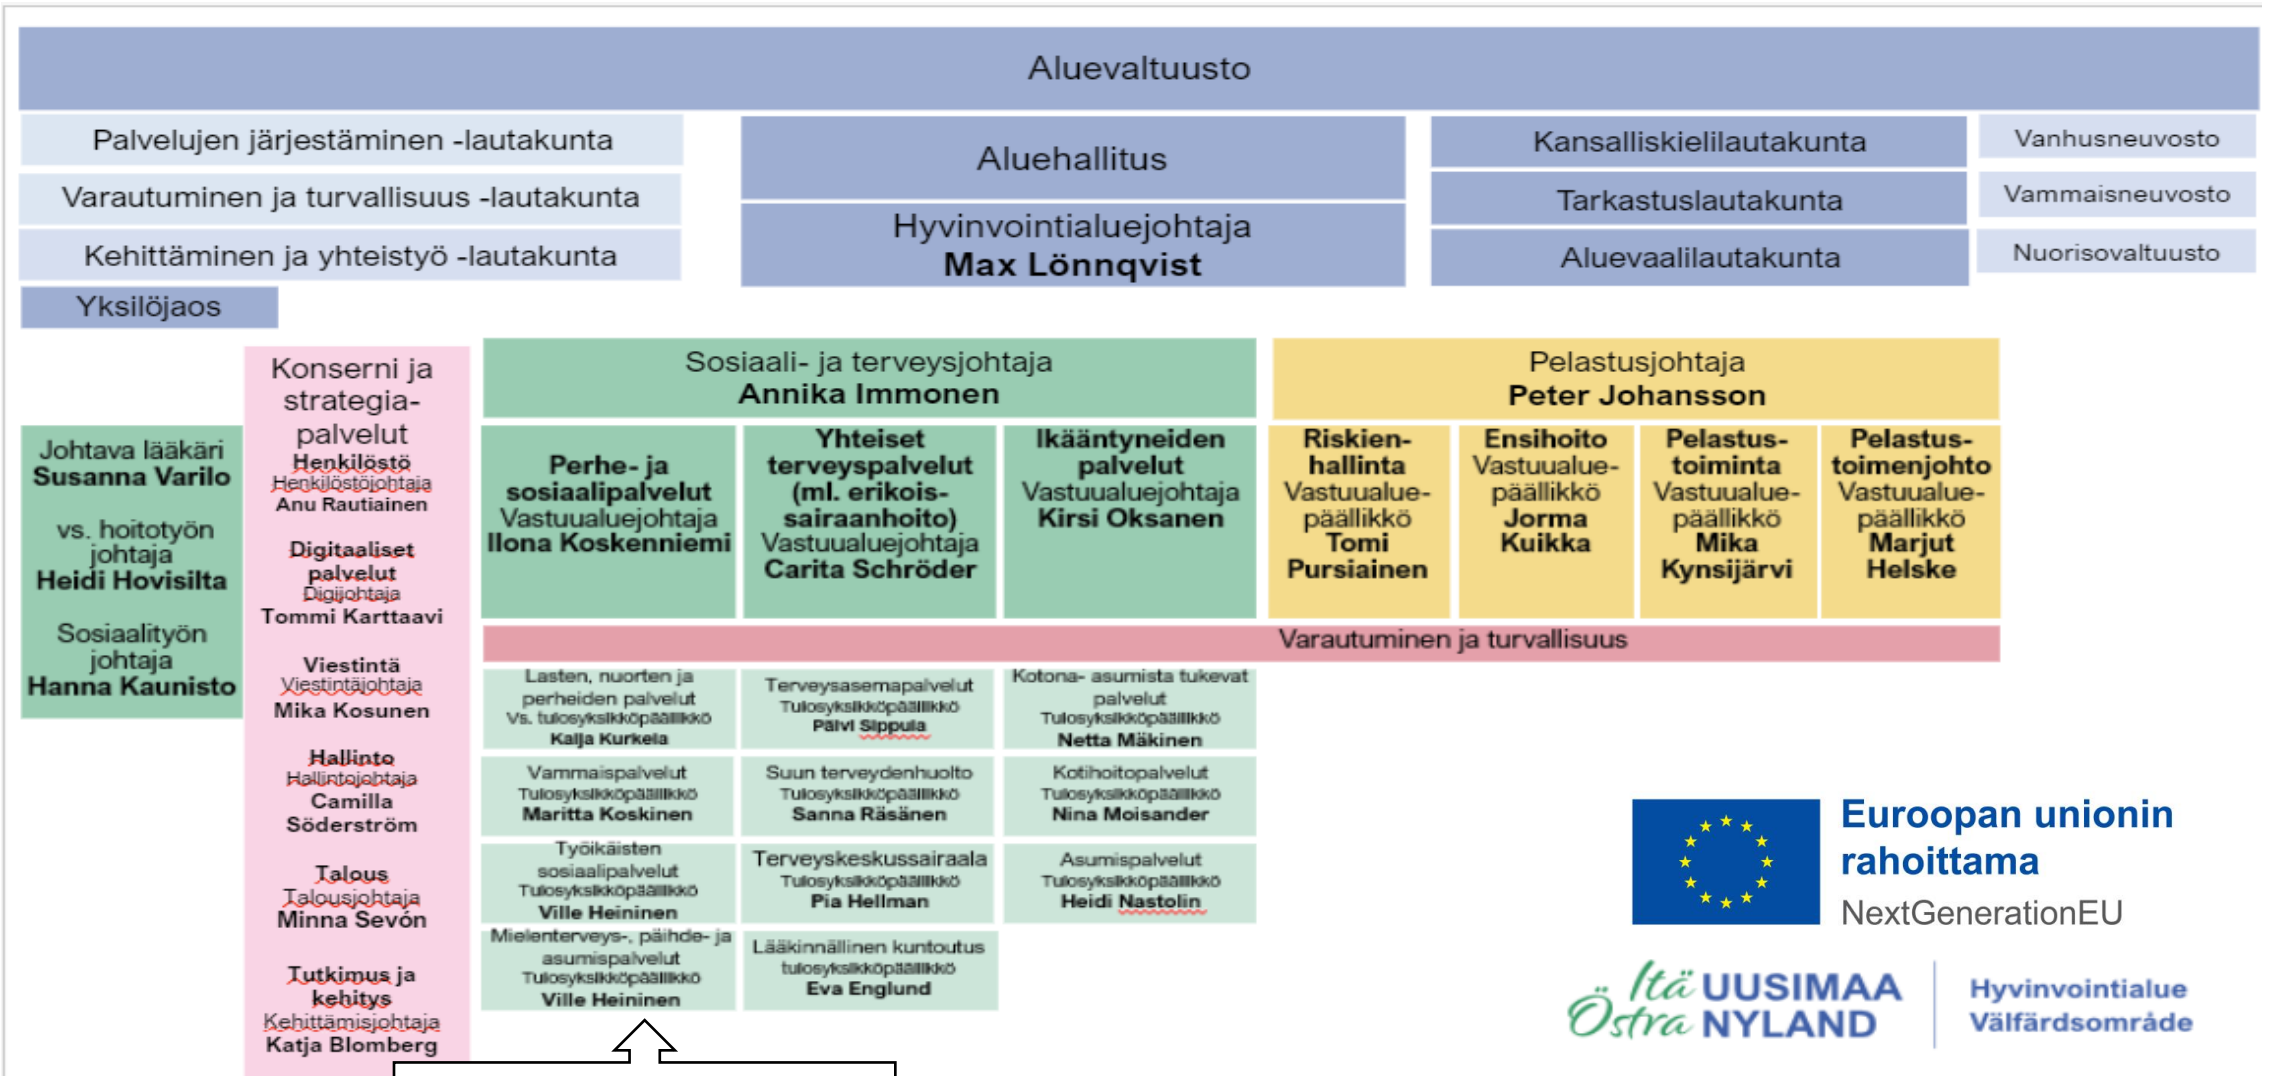 Aluevaltuusto
Palvelujen järjestäminen -lautakunta
Varautuminen ja turvallisuus -lautakunta
Kehittäminen ja yhteistyö -lautakunta
Yksilöjaos
Aluehallitus
Hyvinvointialuejohtaja
Max Lönnqvist
Kansalliskielilautakunta
Tarkastuslautakunta
Aluevaalilautakunta
Vanhusneuvosto
Vammaisneuvosto
Nuorisovaltuusto
Johtava lääkäri
Susanna Varilo
vs. hoitotyön
johtaja
Heidi Hovisilta
Sosiaalityön
johtaja
Hanna Kaunisto
Konserni ja
strategia-
palvelut
Henkilöstö
Henkilöstöjohtaja
Anu Rautiainen
Digitaaliset
palvelut
Digijohtaja
Tommi Karttaavi
Viestintä
Viestintäjohtaja
Mika Kosunen
Hallinto
Hallintojohtaja
Camilla
Söderström
Talous
Talousjohtaja
Minna Sevón
Tutkimus ja
kehitys
Kehittämisjohtaja
Katja Blomberg
Sosiaali- ja terveysjohtaja
Annika Immonen
Perhe- ja
sosiaalipalvelut
Vastuualuejohtaja
Ilona Koskenniemi
Yhteiset
terveyspalvelut
(ml. erikois-
sairaanhoito)
Vastuualuejohtaja
Carita Schröder
Ikääntyneiden
palvelut
Vastuualuejohtaja
Kirsi Oksanen
Pelastusjohtaja
Peter Johansson
Riskien-
hallinta
Vastuualue-
päällikkö
Tomi
Pursiainen
Ensihoito
Vastuualue-
päällikkö
Jorma
Kuikka
Pelastus-
toiminta
Vastuualue-
päällikkö
Mika
Kynsijärvi
Pelastus-
toimenjohto
Vastuualue-
päällikkö
Marjut
Helske
Varautuminen ja turvallisuus
Lasten, nuorten ja
perheiden palvelut
Vs. tulosyksikköpäällikkö
Kaija Kurkela
Vammaispalvelut
Tulosyksikköpäällikkö
Maritta Koskinen
Työikäisten
sosiaalipalvelut
Tulosyksikköpäällikkö
Ville Heininen
Mielenterveys-, päihde- ja
asumispalvelut
Tulosyksikköpäällikkö
Ville Heininen
Terveysasemapalvelut
Tulosyksikköpäällikkö
Päivi Sippula
Suun terveydenhuolto
Tulosyksikköpäällikkö
Sanna Räsänen
Terveyskeskussairaala
Tulosyksikköpäällikkö
Pia Hellman
Lääkinnällinen kuntoutus
tulosyksikköpäällikkö
Eva Englund
Kotona- asumista tukevat
palvelut
Tulosyksikköpäällikkö
Netta Mäkinen
Kotihoitopalvelut
Tulosyksikköpäällikkö
Nina Moisander
Asumispalvelut
Tulosyksikköpäällikkö
Heidi Nastolin
Euroopan unionin
rahoittama
NextGenerationEU
Itä UUSIMAA
Östra NYLAND
Hyvinvointialue
Välfärdsområde